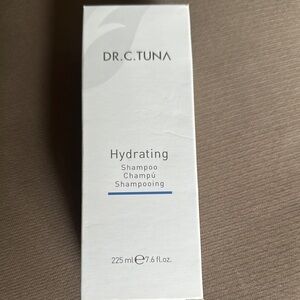 DR.C.TUNA
Hydrating
Shampoo
Champú
Shampooing
225 ml ℮ 7.6 fl.oz.